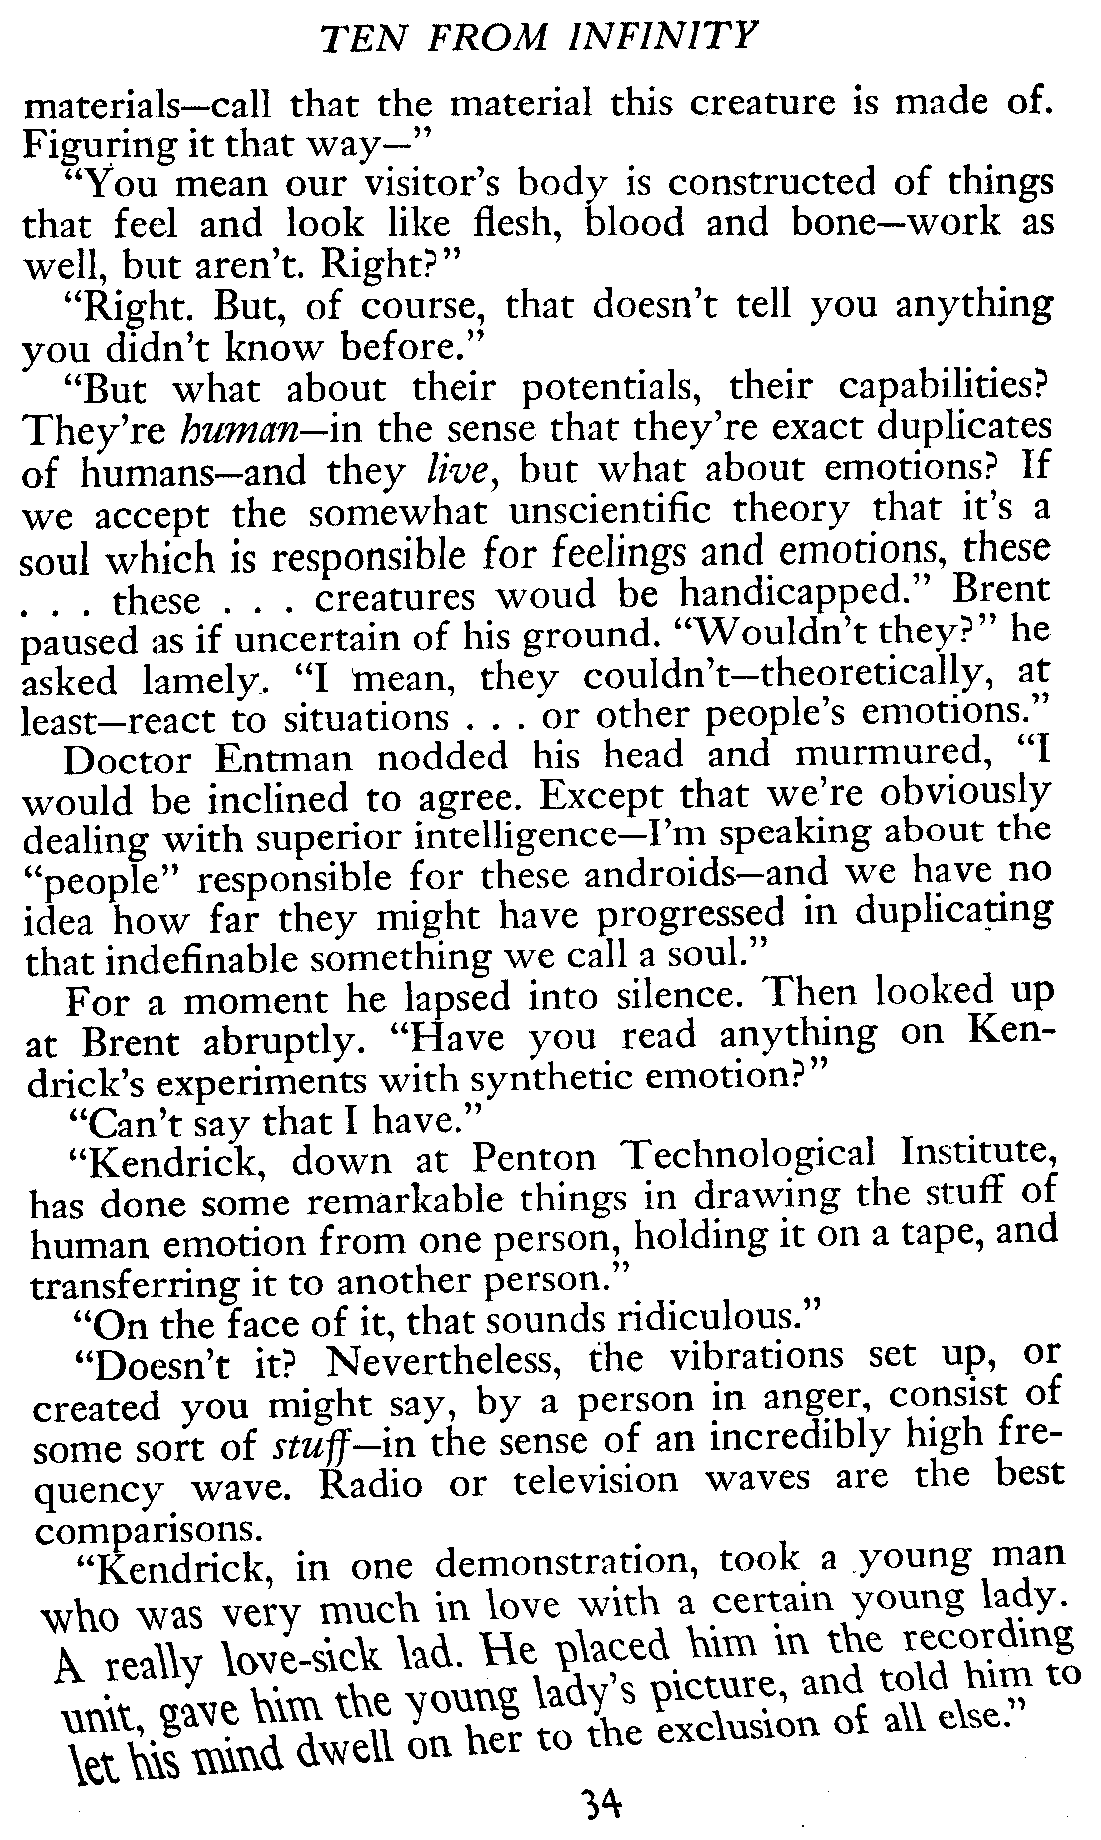 TEN FROM INFINITY
materials—call that the material this creature is made of.
Figuring it that way—”
“You mean our visitor's body is constructed of things
that feel and look like flesh, blood and bone—work as
well, but aren't. Right?”
“Right. But, of course, that doesn't tell you anything
you didn't know before.”
“But what about their potentials, their capabilities?
They're human—in the sense that they're exact duplicates
of humans—and they live, but what about emotions? If
we accept the somewhat unscientific theory that it's a
soul which is responsible for feelings and emotions, these
. . . these . . . creatures woud be handicapped.” Brent
paused as if uncertain of his ground. “Wouldn't they?” he
asked lamely. “I mean, they couldn't—theoretically, at
least—react to situations . . . or other people's emotions.”
Doctor Entman nodded his head and murmured, “I
would be inclined to agree. Except that we're obviously
dealing with superior intelligence—I'm speaking about the
“people” responsible for these androids—and we have no
idea how far they might have progressed in duplicating
that indefinable something we call a soul.”
For a moment he lapsed into silence. Then looked up
at Brent abruptly. “Have you read anything on Ken-
drick's experiments with synthetic emotion?”
“Can't say that I have.”
“Kendrick, down at Penton Technological Institute,
has done some remarkable things in drawing the stuff of
human emotion from one person, holding it on a tape, and
transferring it to another person.”
“On the face of it, that sounds ridiculous.”
“Doesn't it? Nevertheless, the vibrations set up, or
created you might say, by a person in anger, consist of
some sort of stuff—in the sense of an incredibly high fre-
quency wave. Radio or television waves are the best
comparisons.
“Kendrick, in one demonstration, took a young man
who was very much in love with a certain young lady.
A really love-sick lad. He placed him in the recording
unit, gave him the young lady's picture, and told him to
let his mind dwell on her to the exclusion of all else.”
34